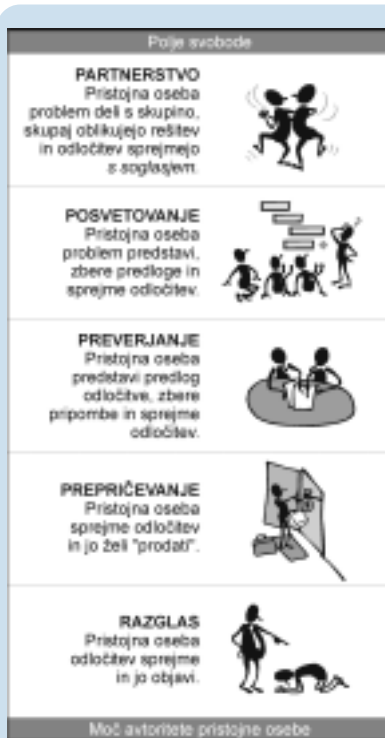 Polje svobode
PARTNERSTVO
Pristojna oseba
problem deli s skupino,
skupaj oblikujejo rešitev
in odločitev sprejmejo
s soglasjem.
POSVETOVANJE
Pristojna oseba
problem predstavi,
zbere predloge in
sprejme odločitev.
PREVERJANJE
Pristojna oseba
predstavi predlog
odločitve, zbere
pripombe in sprejme
odločitev.
PREPRIČEVANJE
Pristojna oseba
sprejme odločitev
in jo želi "prodati".
RAZGLAS
Pristojna oseba
odločitev sprejme
in jo objavi.
Moč avtoritete pristojne osebe